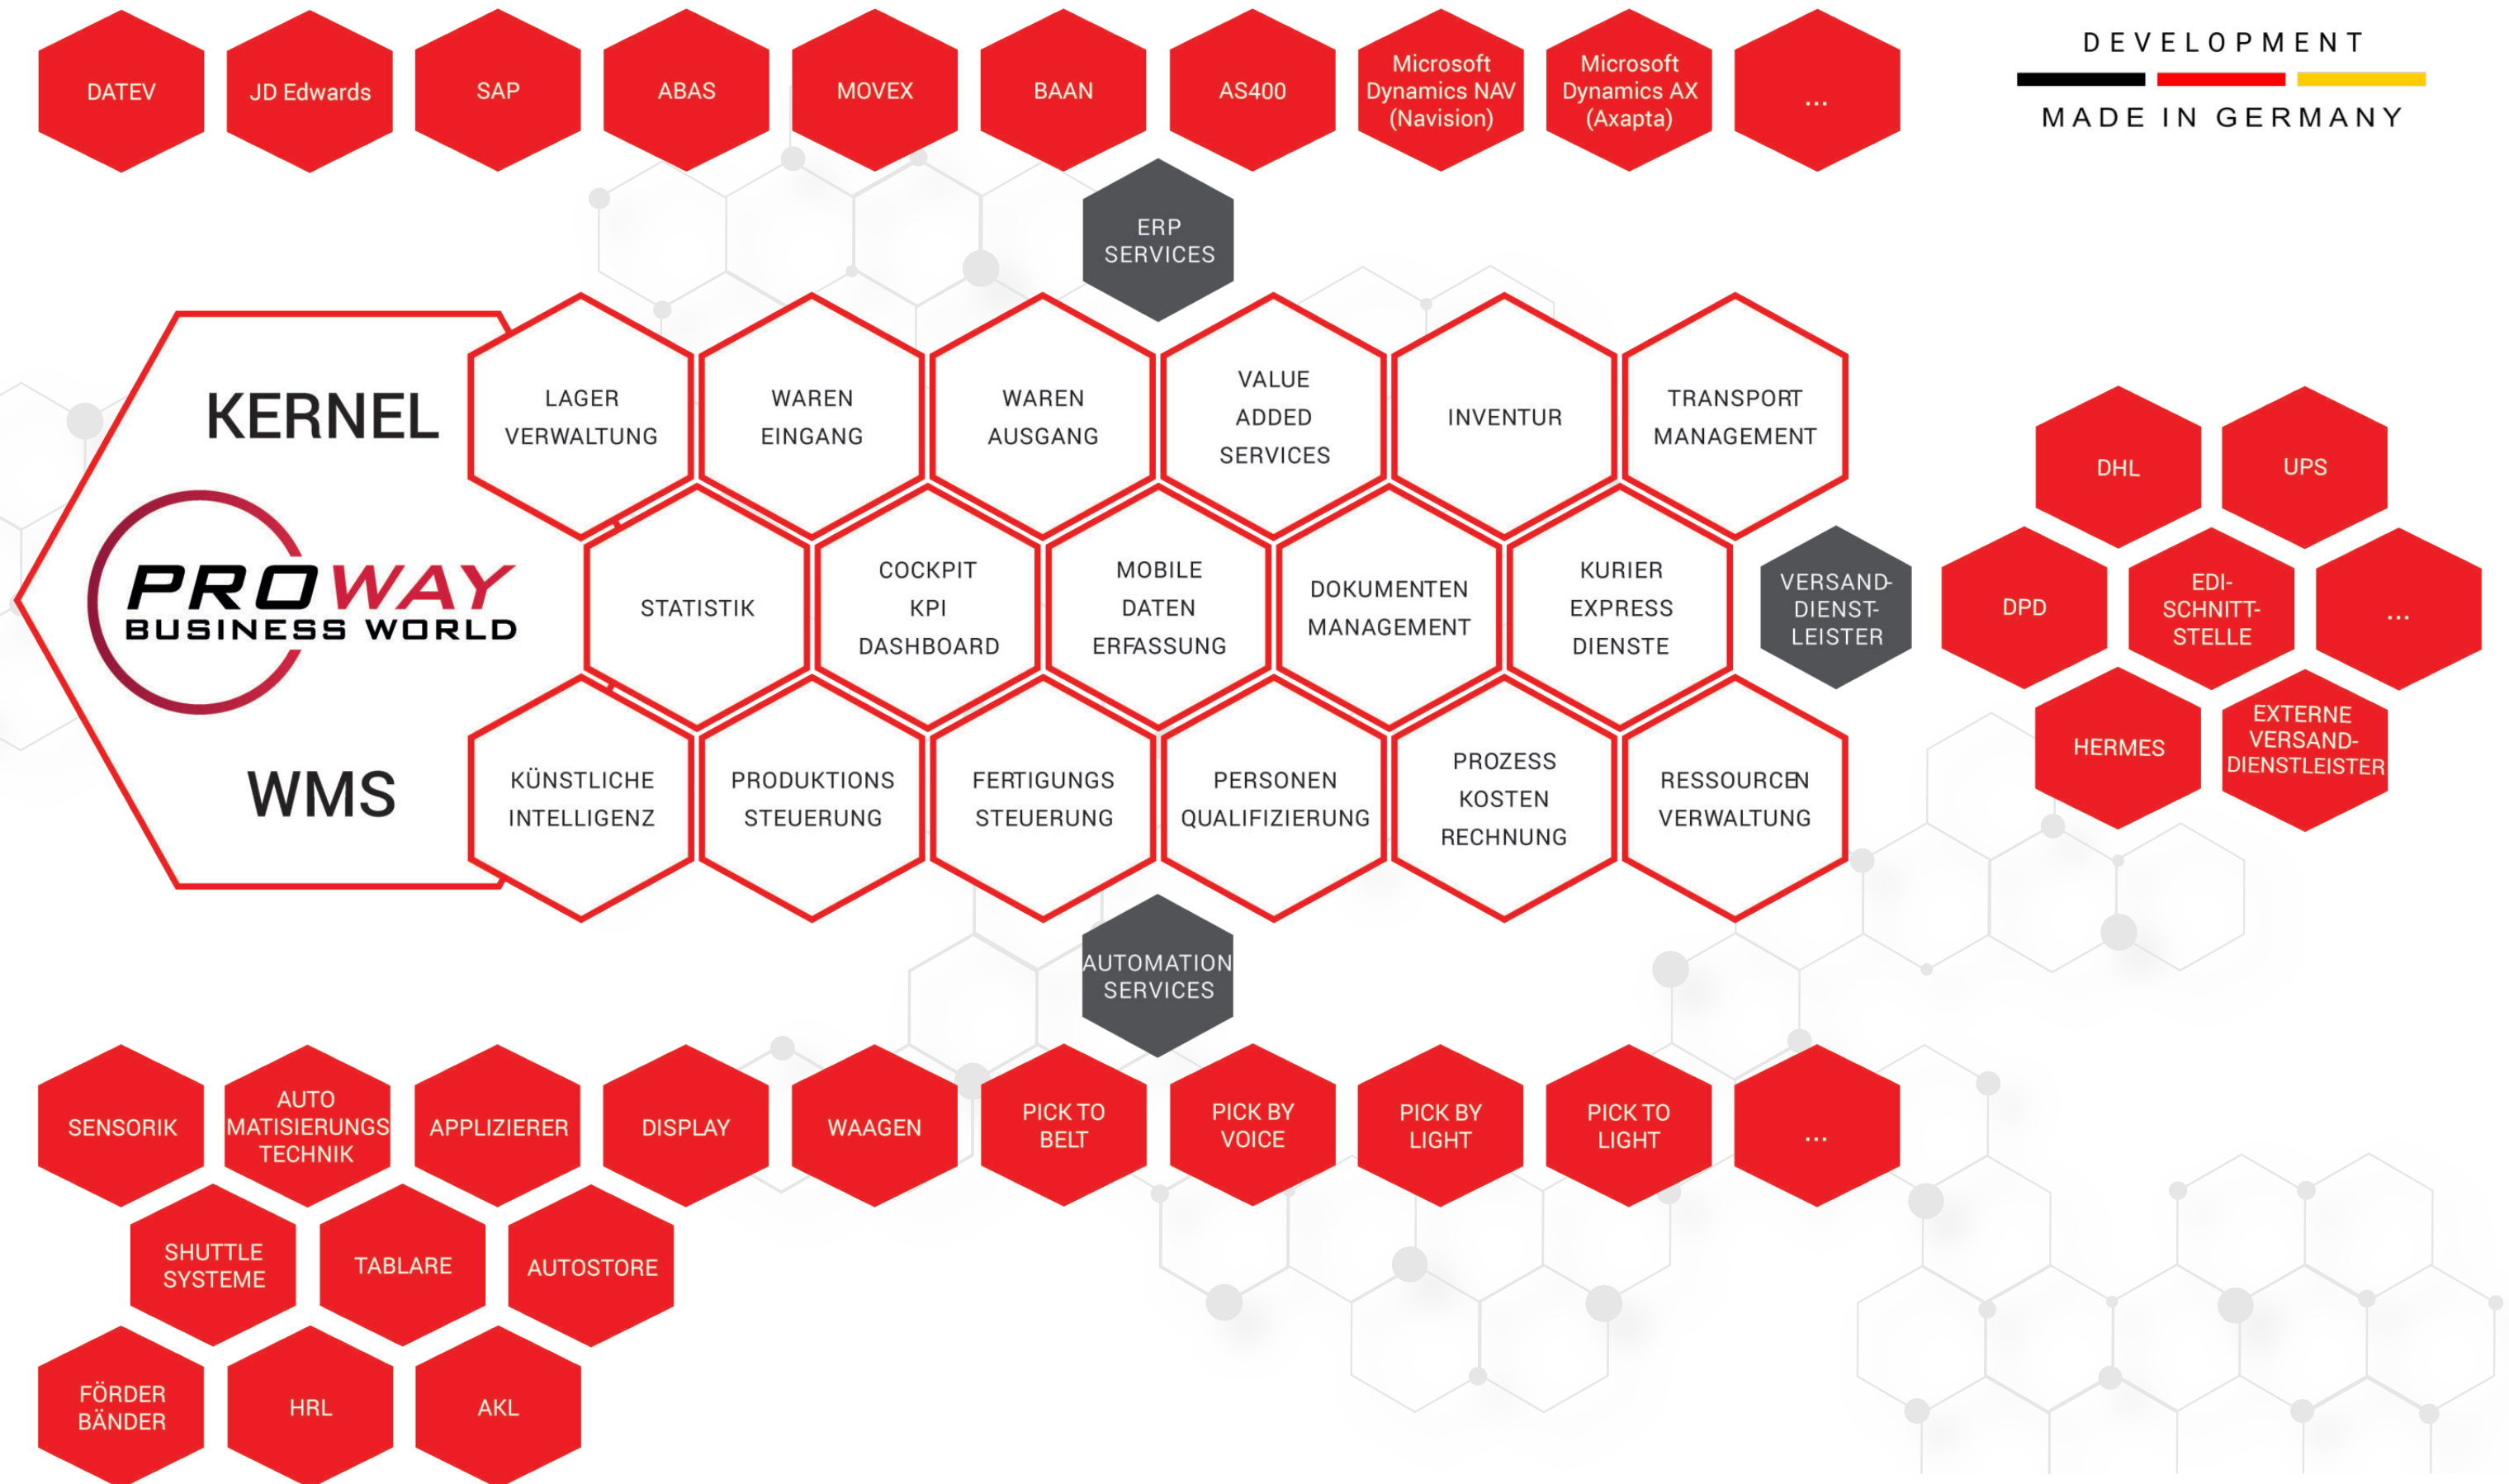 DATEV
JD Edwards
SAP
ABAS
MOVEX
BAAN
AS400
Microsoft
Dynamics NAV
(Navision)
Microsoft
Dynamics AX
(Axapta)
...
DEVELOPMENT
MADE IN GERMANY
ERP
SERVICES
KERNEL
PROWAY
BUSINESS WORLD
WMS
LAGER
VERWALTUNG
WAREN
EINGANG
WAREN
AUSGANG
VALUE
ADDED
SERVICES
INVENTUR
TRANSPORT
MANAGEMENT
STATISTIK
COCKPIT
KPI
DASHBOARD
MOBILE
DATEN
ERFASSUNG
DOKUMENTEN
MANAGEMENT
KURIER
EXPRESS
DIENSTE
KÜNSTLICHE
INTELLIGENZ
PRODUKTIONS
STEUERUNG
FERTIGUNGS
STEUERUNG
PERSONEN
QUALIFIZIERUNG
PROZESS
KOSTEN
RECHNUNG
RESSOURCEN
VERWALTUNG
VERSAND-
DIENST-
LEISTER
DHL
UPS
DPD
EDI-
SCHNITT-
STELLE
...
HERMES
EXTERNE
VERSAND-
DIENSTLEISTER
AUTOMATION
SERVICES
SENSORIK
AUTO
MATISIERUNGS
TECHNIK
APPLIZIERER
DISPLAY
WAAGEN
PICK TO
BELT
PICK BY
VOICE
PICK BY
LIGHT
PICK TO
LIGHT
...
SHUTTLE
SYSTEME
TABLARE
AUTOSTORE
FÖRDER
BÄNDER
HRL
AKL